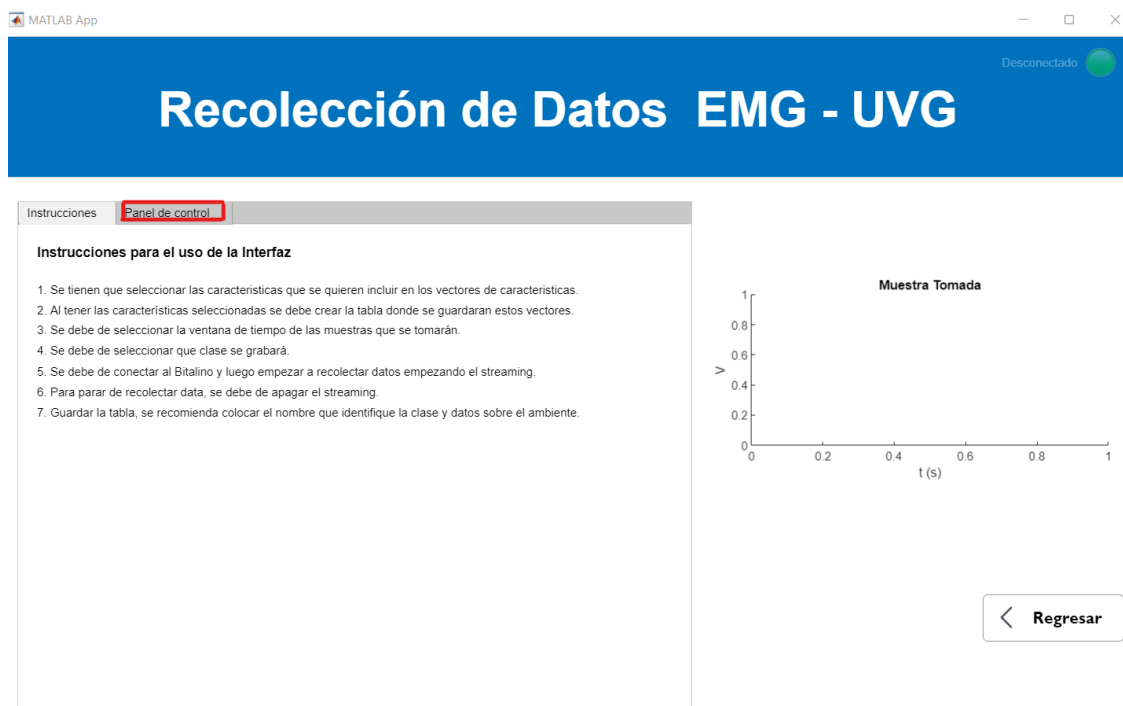 MATLAB App
Desconectado
Recolección de Datos EMG - UVG
Instrucciones
Panel de control
Instrucciones para el uso de la Interfaz
1. Se tienen que seleccionar las caracteristicas que se quieren incluir en los vectores de caracteristicas.
2. Al tener las características seleccionadas se debe crear la tabla donde se guardaran estos vectores.
3. Se debe de seleccionar la ventana de tiempo de las muestras que se tomarán.
4. Se debe de seleccionar que clase se grabará.
5. Se debe de conectar al Bitalino y luego empezar a recolectar datos empezando el streaming.
6. Para parar de recolectar data, se debe de apagar el streaming.
7. Guardar la tabla, se recomienda colocar el nombre que identifique la clase y datos sobre el ambiente.
Muestra Tomada
1
0.8
0.6
0.4
0.2
0
V
0 0.2 0.4 0.6 0.8 1
t (s)
Regresar